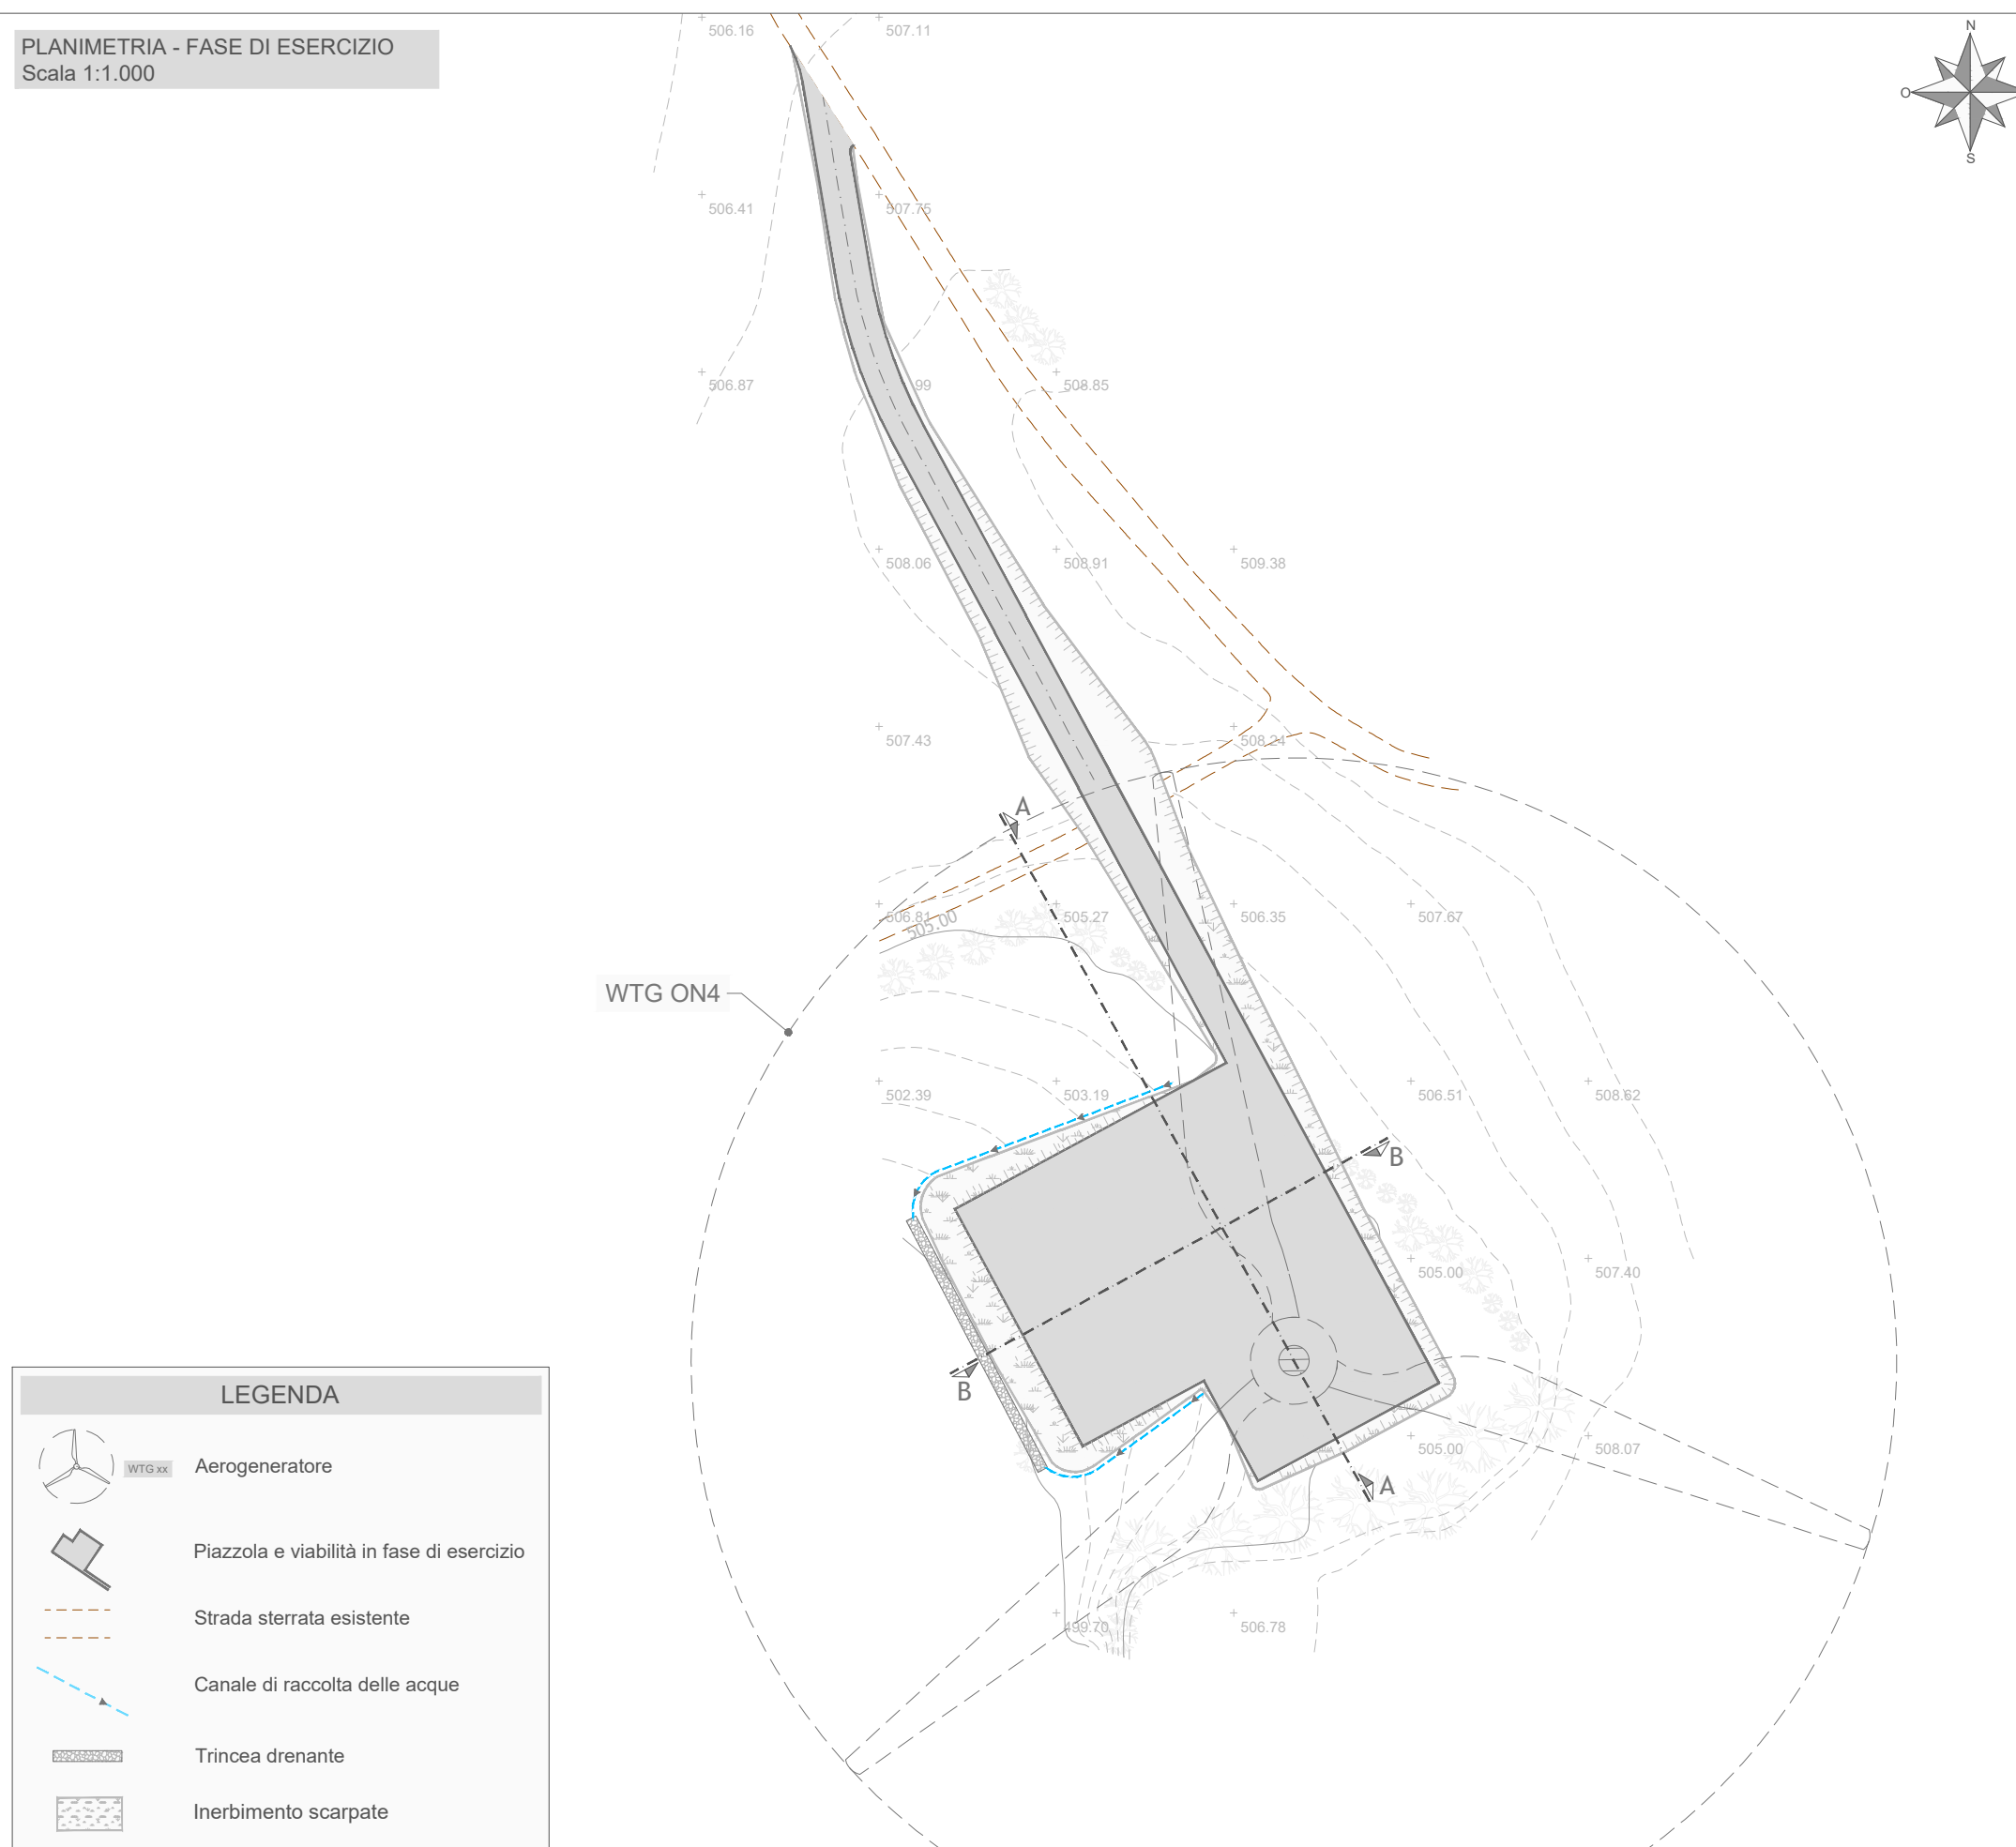 PLANIMETRIA - FASE DI ESERCIZIO
Scala 1:1.000
N
O
S
506.16
507.11
506.41
507.75
506.87
99
508.85
508.06
508.91
509.38
507.43
508.24
A
506.81
505.00
505.27
506.35
507.67
WTG ON4
502.39
503.19
506.51
508.62
B
505.00
507.40
B
505.00
508.07
A
499.70
506.78
LEGENDA
WTG xx
Aerogeneratore
Piazzola e viabilità in fase di esercizio
Strada sterrata esistente
Canale di raccolta delle acque
Trincea drenante
Inerbimento scarpate